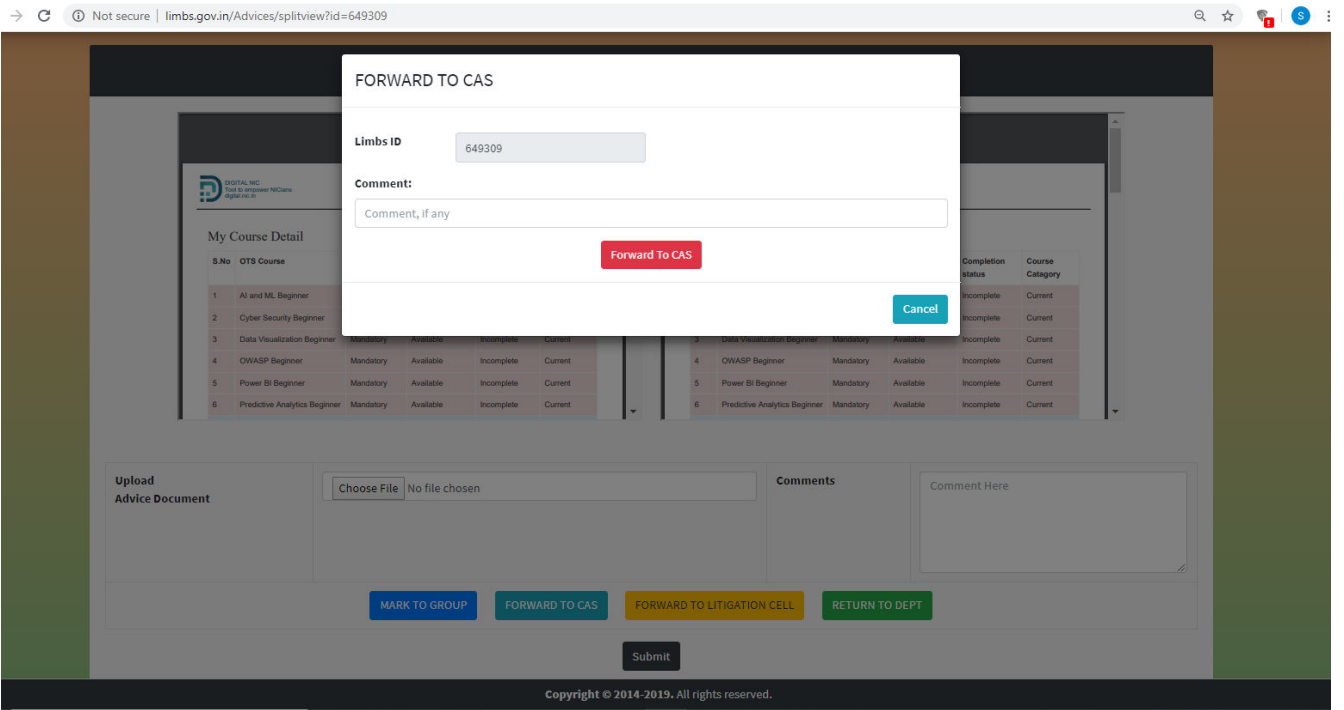 Not secure | limbs.gov.in/Advices/splitview?id=649309
S
FORWARD TO CAS
Limbs ID 649309
Comment:
Comment, if any
Forward To CAS
Cancel
DIGITAL NIC
Tool to empower NICians
digital.nic.in
My Course Detail
S.No OTS Course
1 AI and ML Beginner
2 Cyber Security Beginner
3 Data Visualization Beginner Mandatory Available Incomplete Current
4 OWASP Beginner Mandatory Available Incomplete Current
5 Power BI Beginner Mandatory Available Incomplete Current
6 Predictive Analytics Beginner Mandatory Available Incomplete Current
Completion Course
status Catagory
Incomplete Current
Incomplete Current
3 Data Visualization Beginner Mandatory Available Incomplete Current
4 OWASP Beginner Mandatory Available Incomplete Current
5 Power BI Beginner Mandatory Available Incomplete Current
6 Predictive Analytics Beginner Mandatory Available Incomplete Current
Upload
Advice Document
Choose File No file chosen
Comments
Comment Here
MARK TO GROUP FORWARD TO CAS FORWARD TO LITIGATION CELL RETURN TO DEPT
Submit
Copyright © 2014-2019. All rights reserved.